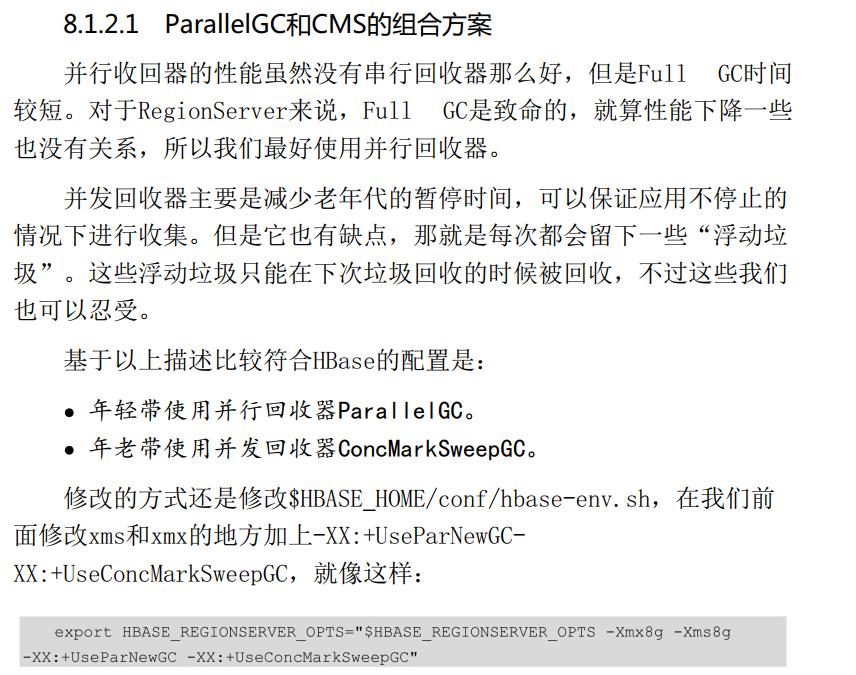 8.1.2.1 ParallelGC和CMS的组合方案
并行收回器的性能虽然没有串行回收器那么好，但是Full GC时间
较短。对于RegionServer来说，Full GC是致命的，就算性能下降一些
也没有关系，所以我们最好使用并行回收器。
并发回收器主要是减少老年代的暂停时间，可以保证应用不停止的
情况下进行收集。但是它也有缺点，那就是每次都会留下一些“浮动垃
圾”。这些浮动垃圾只能在下次垃圾回收的时候被回收，不过这些我们
也可以忍受。
基于以上描述比较符合HBase的配置是：
● 年轻带使用并行回收器ParallelGC。
● 年老带使用并发回收器ConcMarkSweepGC。
修改的方式还是修改$HBASE_HOME/conf/hbase-env.sh，在我们前
面修改xms和xmx的地方加上-XX:+UseParNewGC-
XX:+UseConcMarkSweepGC，就像这样：
export HBASE_REGIONSERVER_OPTS="$HBASE_REGIONSERVER_OPTS -Xmx8g -Xms8g
-XX:+UseParNewGC -XX:+UseConcMarkSweepGC"